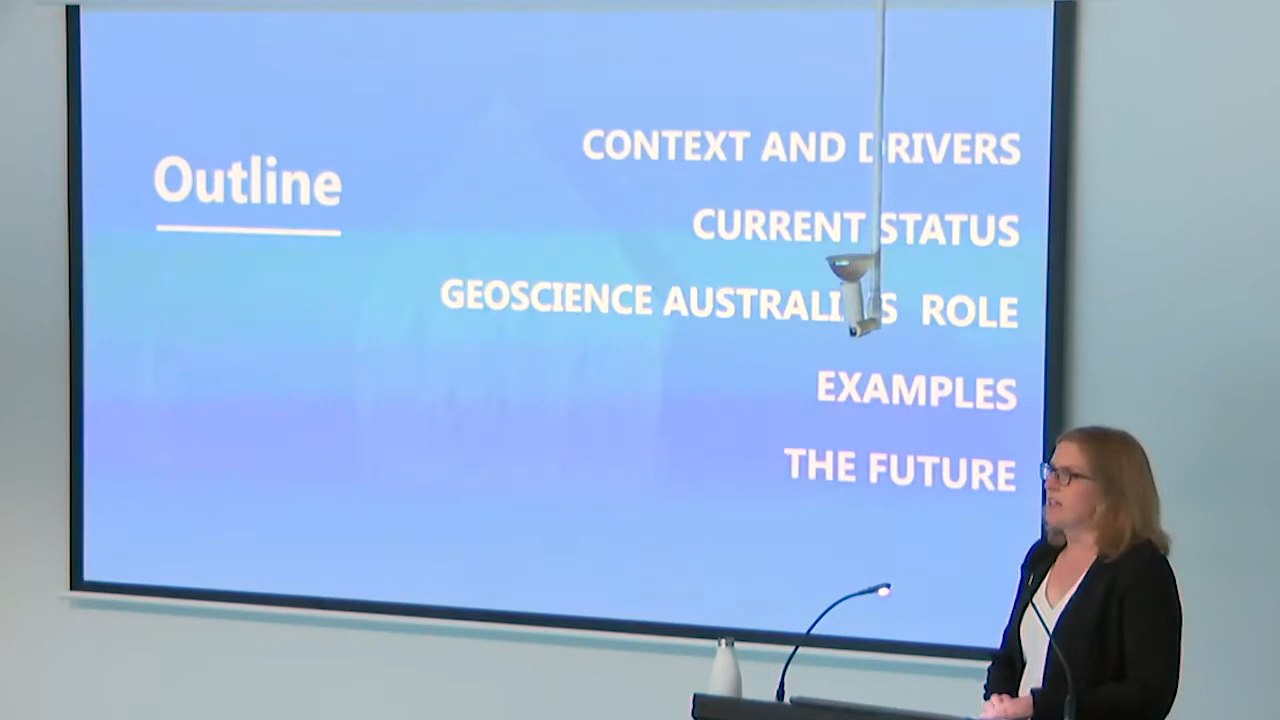 Outline
CONTEXT AND DRIVERS
CURRENT STATUS
GEOSCIENCE AUSTRALIA'S ROLE
EXAMPLES
THE FUTURE